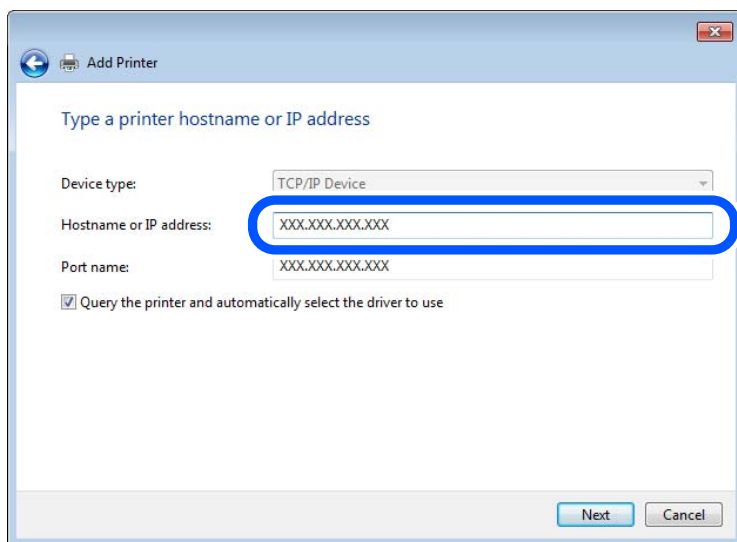 Add Printer
Type a printer hostname or IP address
Device type: TCP/IP Device
Hostname or IP address: XXX.XXX.XXX.XXX
Port name: XXX.XXX.XXX.XXX
Query the printer and automatically select the driver to use
Next Cancel